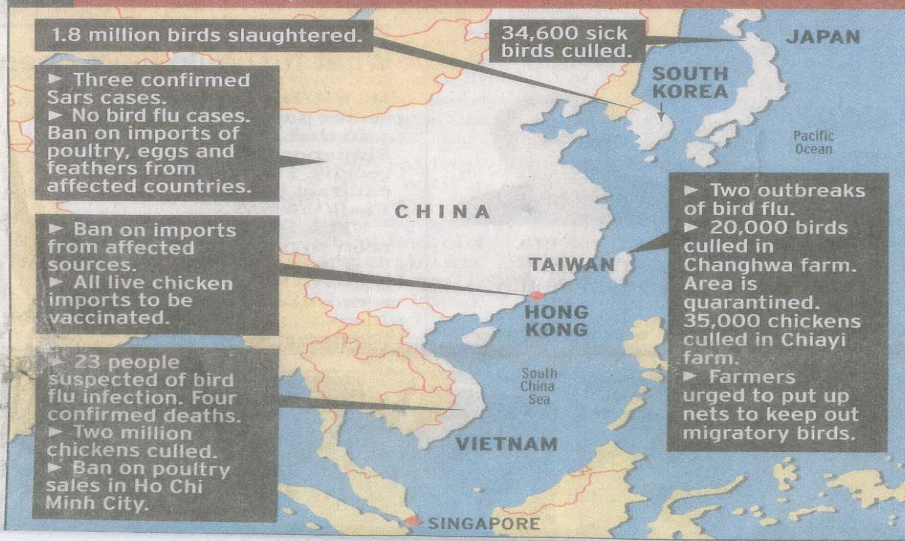 1.8 million birds slaughtered.
34,600 sick
birds culled.
JAPAN
SOUTH
KOREA
Pacific
Ocean
► Three confirmed
Sars cases.
► No bird flu cases.
Ban on imports of
poultry, eggs and
feathers from
affected countries.
CHINA
► Two outbreaks
of bird flu.
► 20,000 birds
culled in
Changhwa farm.
Area is
quarantined.
35,000 chickens
culled in Chiayi
farm.
► Farmers
urged to put up
nets to keep out
migratory birds.
► Ban on imports
from affected
sources.
► All live chicken
imports to be
vaccinated.
TAIWAN
HONG
KONG
23 people
suspected of bird
flu infection. Four
confirmed deaths.
► Two million
chickens culled.
► Ban on poultry
sales in Ho Chi
Minh City.
South
China
Sea
VIETNAM
SINGAPORE